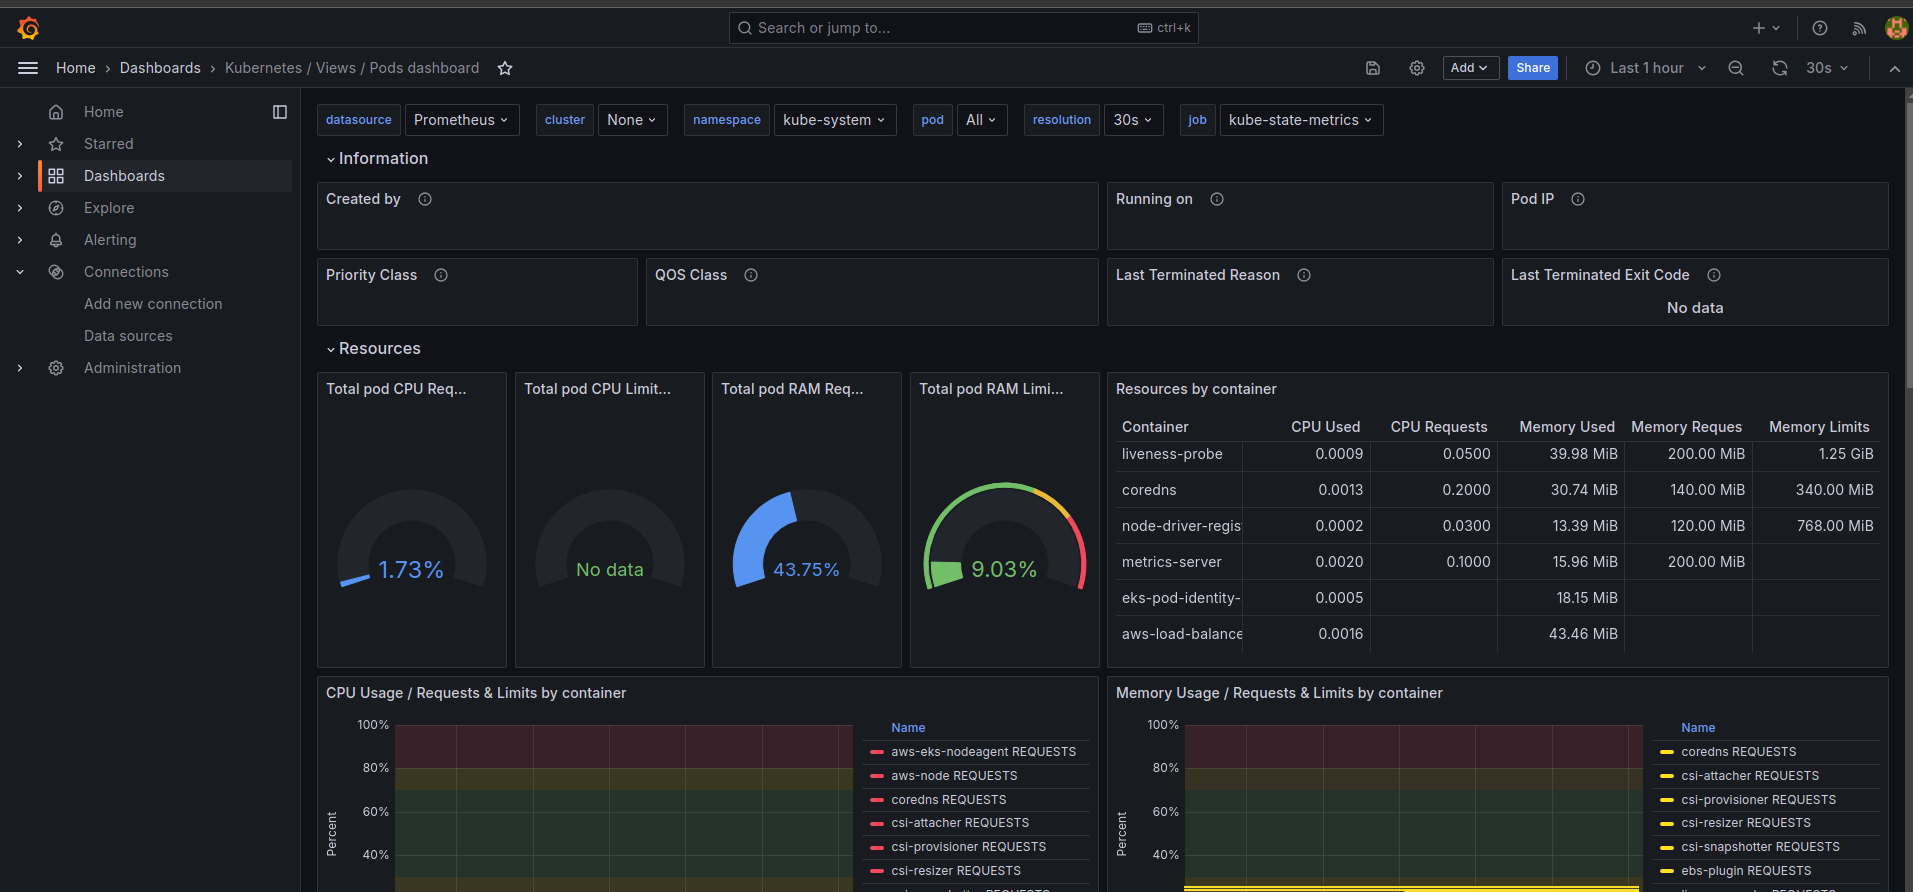 Search or jump to...
ctrl+k
Home › Dashboards › Kubernetes / Views / Pods dashboard
Add
Share
Last 1 hour
30s
Home
Starred
Dashboards
Explore
Alerting
Connections
Add new connection
Data sources
Administration
datasource Prometheus
cluster None
namespace kube-system
pod All
resolution 30s
job kube-state-metrics
Information
Created by
Running on
Pod IP
Priority Class
QOS Class
Last Terminated Reason
Last Terminated Exit Code
No data
Resources
Total pod CPU Req...
1.73%
Total pod CPU Limit...
No data
Total pod RAM Req...
43.75%
Total pod RAM Limi...
9.03%
Resources by container
Container CPU Used CPU Requests Memory Used Memory Reques Memory Limits
liveness-probe 0.0009 0.0500 39.98 MiB 200.00 MiB 1.25 GiB
coredns 0.0013 0.2000 30.74 MiB 140.00 MiB 340.00 MiB
node-driver-regis 0.0002 0.0300 13.39 MiB 120.00 MiB 768.00 MiB
metrics-server 0.0020 0.1000 15.96 MiB 200.00 MiB
eks-pod-identity- 0.0005 18.15 MiB
aws-load-balance 0.0016 43.46 MiB
CPU Usage / Requests & Limits by container
Percent
100%
80%
60%
40%
Name
aws-eks-nodeagent REQUESTS
aws-node REQUESTS
coredns REQUESTS
csi-attacher REQUESTS
csi-provisioner REQUESTS
csi-resizer REQUESTS
Memory Usage / Requests & Limits by container
Percent
100%
80%
60%
40%
Name
coredns REQUESTS
csi-attacher REQUESTS
csi-provisioner REQUESTS
csi-resizer REQUESTS
csi-snapshotter REQUESTS
ebs-plugin REQUESTS